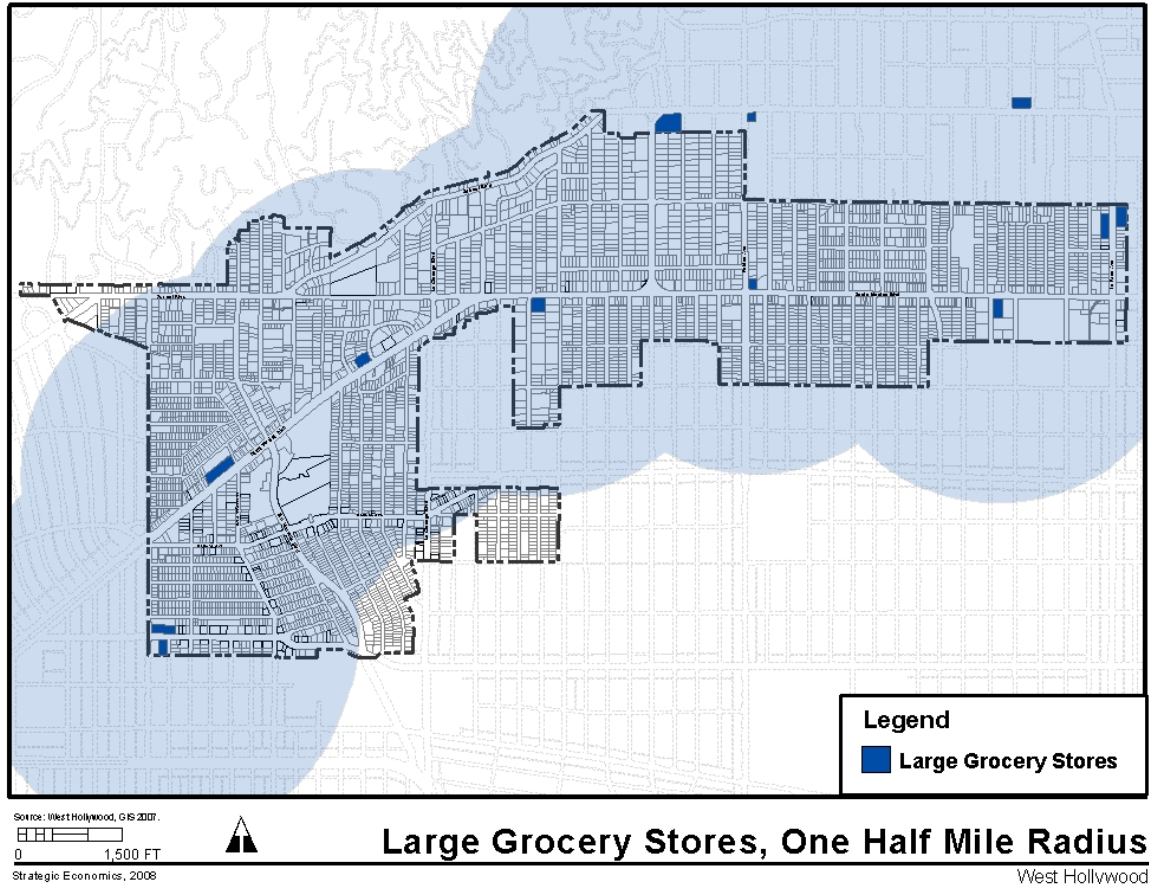 Legend
Large Grocery Stores
Source: West Hollywood, GIS 2007.
0 1,500 FT
Strategic Economics, 2008
Large Grocery Stores, One Half Mile Radius
West Hollywood